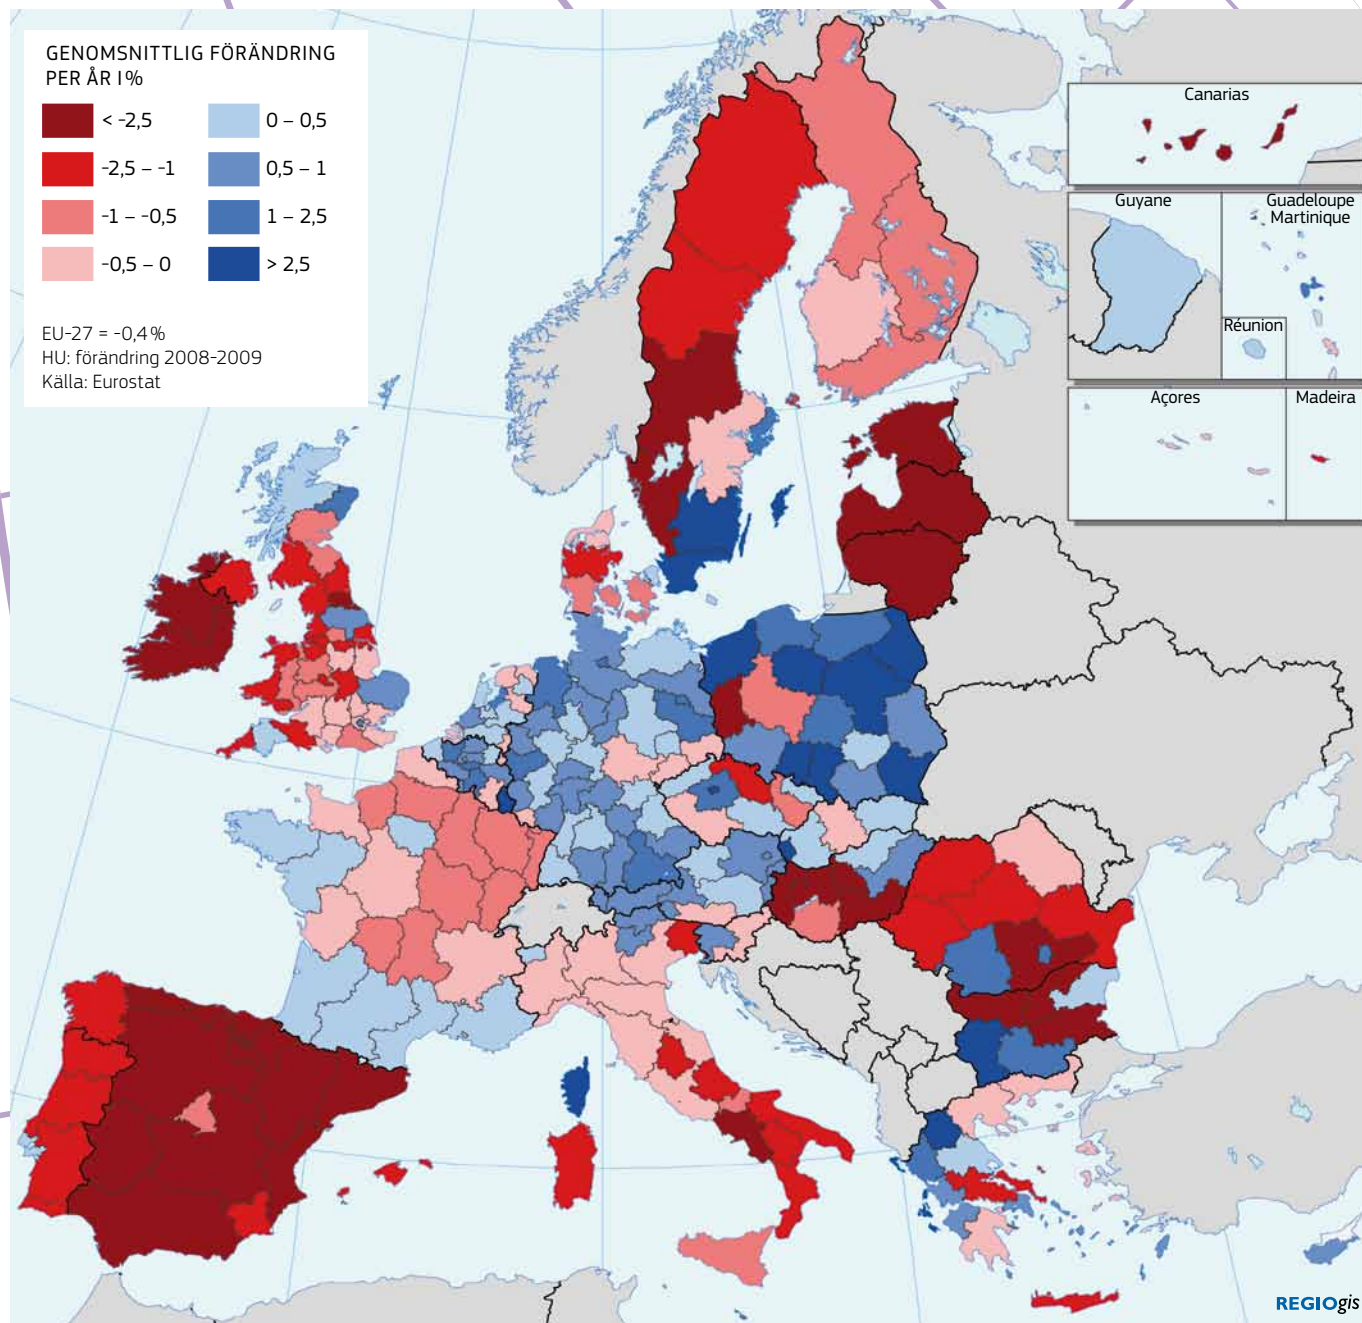 GENOMSNITTLIG FÖRÄNDRING
PER ÅR I %
< -2,5
0 – 0,5
-2,5 – -1
0,5 – 1
-1 – -0,5
1 – 2,5
-0,5 – 0
> 2,5
EU-27 = -0,4 %
HU: förändring 2008-2009
Källa: Eurostat
Canarias
Guyane
Guadeloupe
Martinique
Réunion
Açores
Madeira
REGIOgis